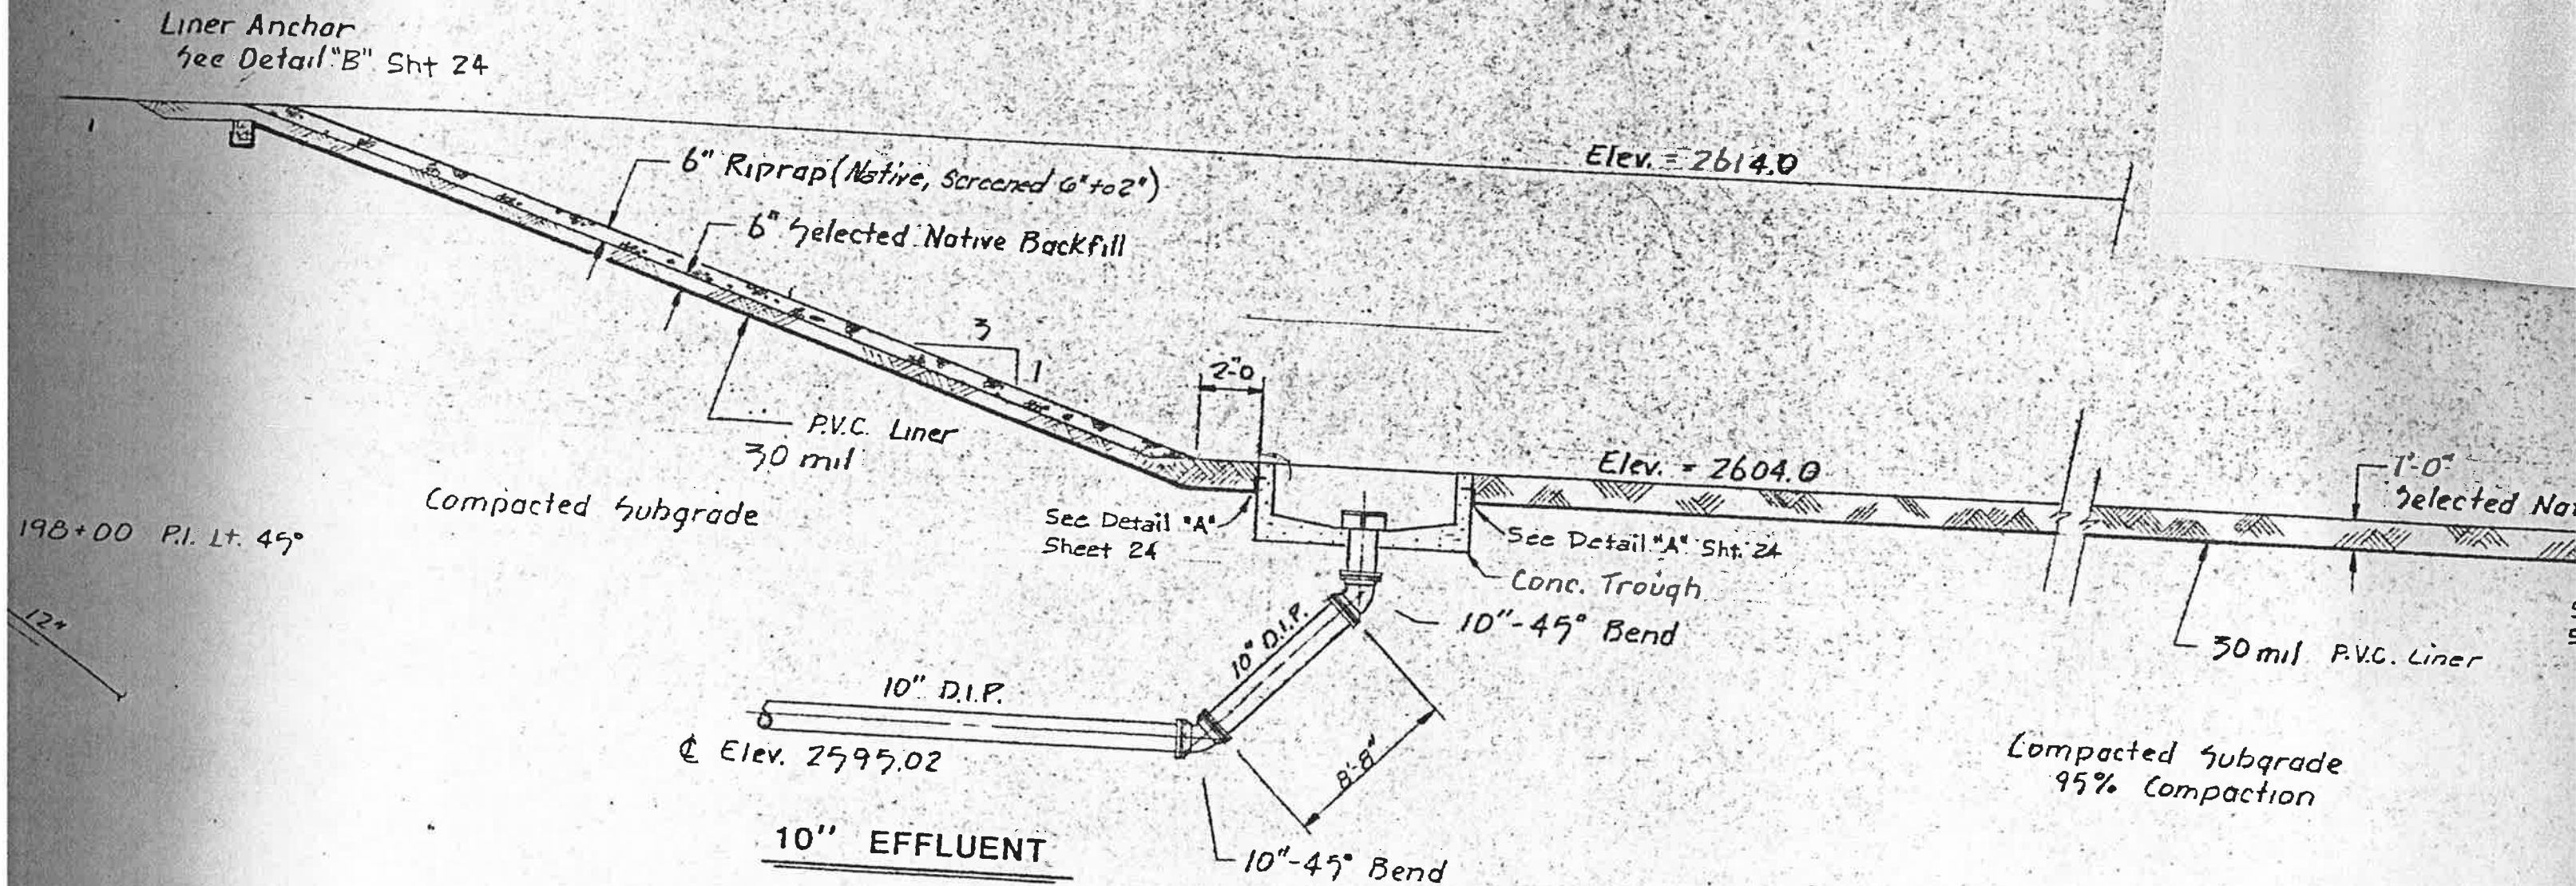 Liner Anchor
See Detail "B" Sht 24
6" Riprap (Native, Screened 6" to 2")
Elev. = 2614.0
6" Selected Native Backfill
3
1
2'-0
P.V.C. Liner
30 mil
Elev. = 2604.0
1'-0"
Selected
Compacted Subgrade
See Detail "A"
Sheet 24
See Detail "A" Sht. 24
198+00 P.I. Lt. 45°
Conc. Trough
10"-45° Bend
12"
10" D.I.P.
30 mil P.V.C. Liner
10" D.I.P.
℄ Elev. 2595.02
8'-8"
Compacted Subgrade
95% Compaction
10" EFFLUENT
10"-45° Bend